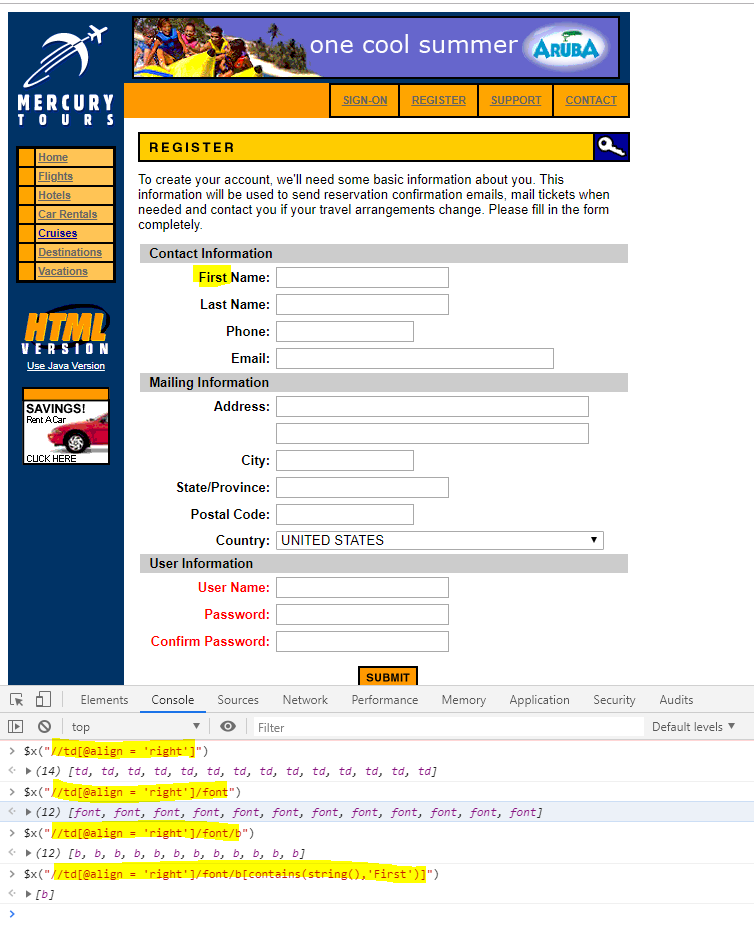 one cool summer ARUBA
MERCURY
TOURS
SIGN-ON REGISTER SUPPORT CONTACT
Home
Flights
Hotels
Car Rentals
Cruises
Destinations
Vacations
HTML
VERSION
Use Java Version
SAVINGS!
Rent A Car
CLICK HERE
REGISTER
To create your account, we'll need some basic information about you. This
information will be used to send reservation confirmation emails, mail tickets when
needed and contact you if your travel arrangements change. Please fill in the form
completely.
Contact Information
First Name:
Last Name:
Phone:
Email:
Mailing Information
Address:
City:
State/Province:
Postal Code:
Country: UNITED STATES
User Information
User Name:
Password:
Confirm Password:
SUBMIT
Elements Console Sources Network Performance Memory Application Security Audits
top Filter Default levels
> $x("//td[@align = 'right']")
(14) [td, td, td, td, td, td, td, td, td, td, td, td, td, td]
> $x("//td[@align = 'right']/font")
(12) [font, font, font, font, font, font, font, font, font, font, font, font]
> $x("//td[@align = 'right']/font/b")
(12) [b, b, b, b, b, b, b, b, b, b, b, b]
> $x("//td[@align = 'right']/font/b[contains(string(),'First')]")
[b]
>